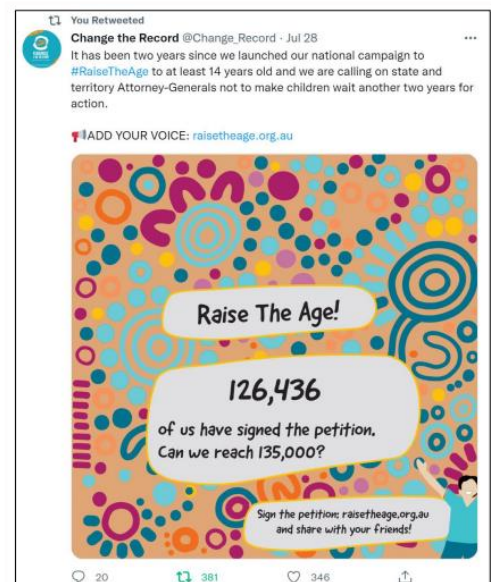 You Retweeted
Change the Record @Change_Record · Jul 28
It has been two years since we launched our national campaign to
#RaiseTheAge to at least 14 years old and we are calling on state and
territory Attorney-Generals not to make children wait another two years for
action.
ADD YOUR VOICE: raisetheage.org.au
Raise The Age!
126,436
of us have signed the petition.
Can we reach 135,000?
Sign the petition: raisetheage.org.au
and share with your friends!
20 381 346